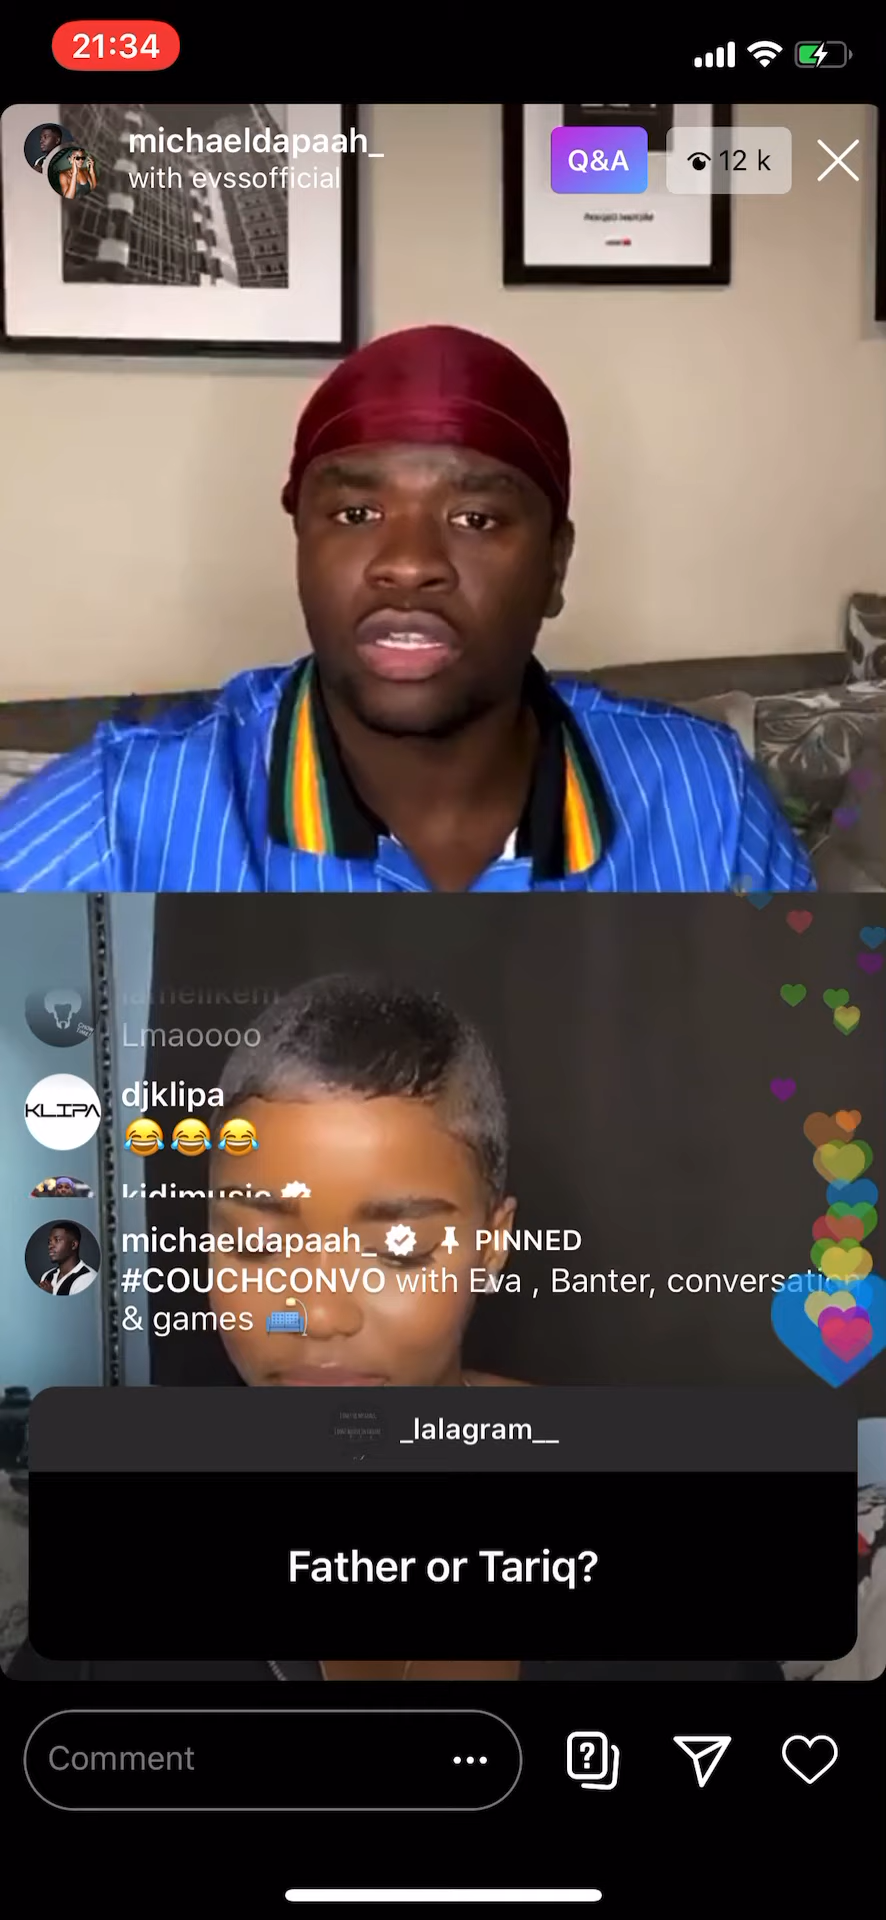 21:34
michaeldapaah_
with evssofficial
Q&A
12 k
Lmaoooo
KLIPA
djklipa
😂😂😂
kidimusic
michaeldapaah_ PINNED
#COUCHCONVO with Eva , Banter, conversation
& games 🛋️
_lalagram__
Father or Tariq?
Comment